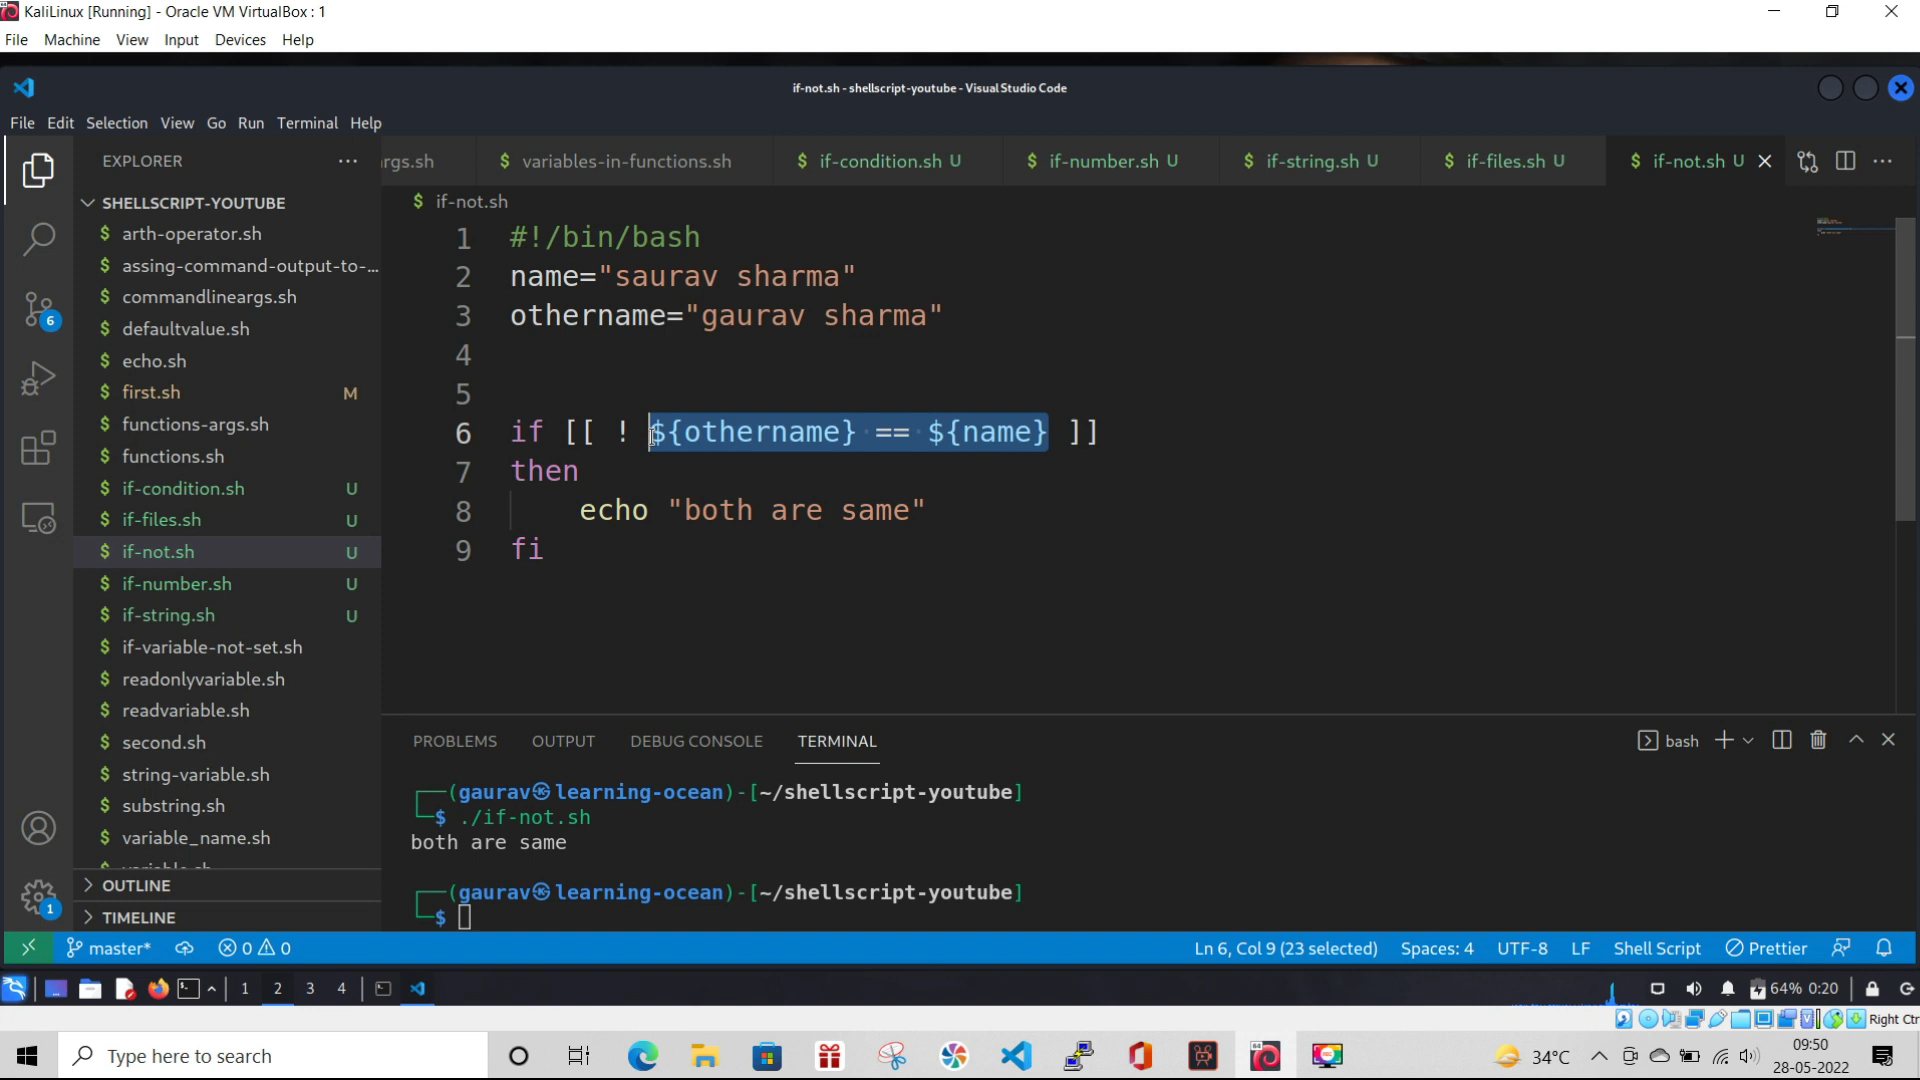 KaliLinux [Running] - Oracle VM VirtualBox : 1
File Machine View Input Devices Help
if-not.sh - shellscript-youtube - Visual Studio Code
File Edit Selection View Go Run Terminal Help
EXPLORER
rgs.sh
$ variables-in-functions.sh
$ if-condition.sh U
$ if-number.sh U
$ if-string.sh U
$ if-files.sh U
$ if-not.sh U
SHELLSCRIPT-YOUTUBE
$ arth-operator.sh
$ assing-command-output-to-...
$ commandlineargs.sh
$ defaultvalue.sh
$ echo.sh
$ first.sh M
$ functions-args.sh
$ functions.sh
$ if-condition.sh U
$ if-files.sh U
$ if-not.sh U
$ if-number.sh U
$ if-string.sh U
$ if-variable-not-set.sh
$ readonlyvariable.sh
$ readvariable.sh
$ second.sh
$ string-variable.sh
$ substring.sh
$ variable_name.sh
$ variable.sh
OUTLINE
TIMELINE
6
1
$ if-not.sh
1 #!/bin/bash
2 name="saurav sharma"
3 othername="gaurav sharma"
4
5
6 if [[ ! ${othername} == ${name} ]]
7 then
8 echo "both are same"
9 fi
PROBLEMS OUTPUT DEBUG CONSOLE TERMINAL
bash
(gaurav㉿learning-ocean)-[~/shellscript-youtube]
$ ./if-not.sh
both are same
(gaurav㉿learning-ocean)-[~/shellscript-youtube]
$
master* 0 0 Ln 6, Col 9 (23 selected) Spaces: 4 UTF-8 LF Shell Script Prettier
1 2 3 4 64% 0:20
Right Ctr
Type here to search
34°C
09:50
28-05-2022